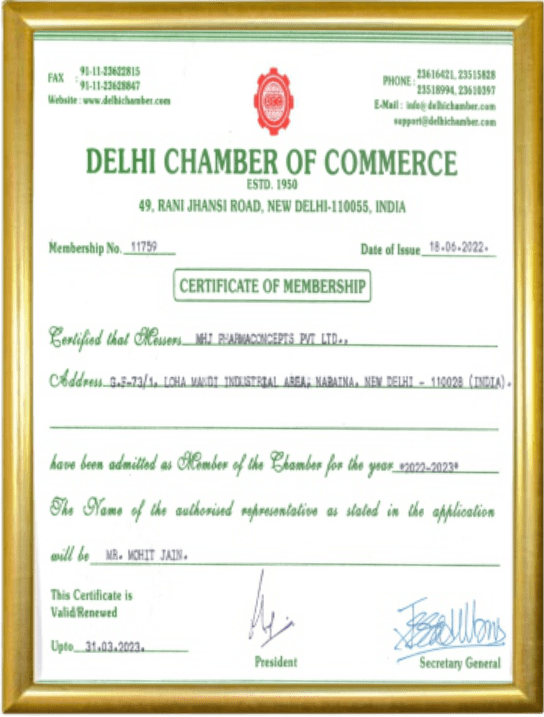 FAX : 91-11-23622815
91-11-23628847
Website : www.delhichamber.com
PHONE : 23616421, 23515828
23518994, 23610397
E-Mail : info@delhichamber.com
support@delhichamber.com
DCC
DELHI CHAMBER OF COMMERCE
ESTD. 1950
49, RANI JHANSI ROAD, NEW DELHI-110055, INDIA
Membership No. 11759
Date of Issue 18-06-2022.
CERTIFICATE OF MEMBERSHIP
Certified that Messers MHJ PHARMACONCEPTS PVT LTD.,
Address G.F-73/1, LOHA MANDI INDUSTRIAL AREA, NARAINA, NEW DELHI - 110028 (INDIA).
have been admitted as Member of the Chamber for the year *2022-2023*
The Name of the authorised representative as stated in the application
will be MR. MOHIT JAIN.
This Certificate is
Valid/Renewed
Upto 31.03.2023.
President
Secretary General